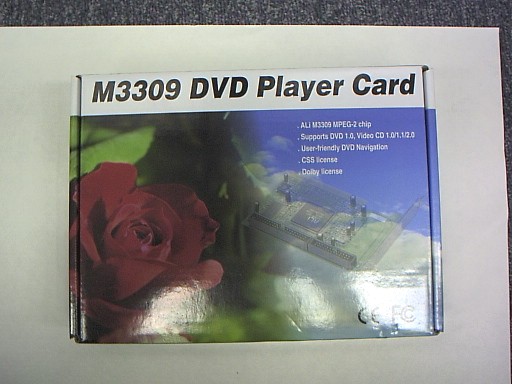 M3309 DVD Player Card
. ALi M3309 MPEG-2 chip
. Supports DVD 1.0, Video CD 1.0/1.1/2.0
. User-friendly DVD Navigation
. CSS license
. Dolby license
CE FC